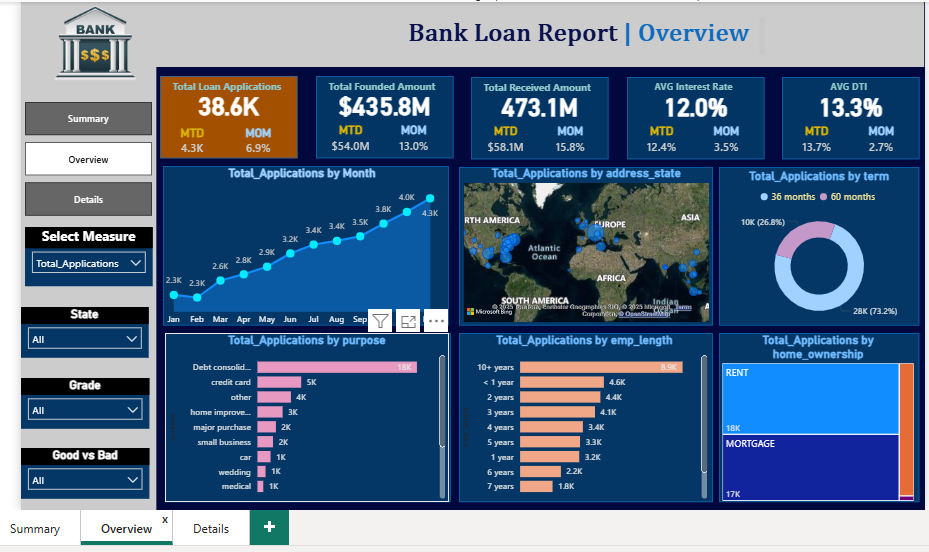 BANK
$$$
Bank Loan Report | Overview
Summary
Overview
Details
Select Measure
Total_Applications
State
All
Grade
All
Good vs Bad
All
Total Loan Applications
38.6K
MTD MOM
4.3K 6.9%
Total Founded Amount
$435.8M
MTD MOM
$54.0M 13.0%
Total Received Amount
473.1M
MTD MOM
$58.1M 15.8%
AVG Interest Rate
12.0%
MTD MOM
12.4% 3.5%
AVG DTI
13.3%
MTD MOM
13.7% 2.7%
Total_Applications by Month
2.3K 2.3K 2.6K 2.8K 2.9K 3.2K 3.4K 3.4K 3.5K 3.8K 4.0K 4.3K
Jan Feb Mar Apr May Jun Jul Aug Sep
Total_Applications by address_state
RTH AMERICA
EUROPE
ASIA
Atlantic
Ocean
AFRICA
SOUTH AMERICA
Indian
Microsoft Bing
© OpenStreetMap
Total_Applications by term
36 months 60 months
10K (26.8%)
28K (73.2%)
Total_Applications by purpose
Debt consolid... 18K
credit card 5K
other 4K
home improve... 3K
major purchase 2K
small business 2K
car 1K
wedding 1K
medical 1K
Total_Applications by emp_length
10+ years 8.9K
< 1 year 4.6K
2 years 4.4K
3 years 4.1K
4 years 3.4K
5 years 3.3K
1 year 3.2K
6 years 2.2K
7 years 1.8K
Total_Applications by
home_ownership
RENT
18K
MORTGAGE
17K
Summary Overview x Details +